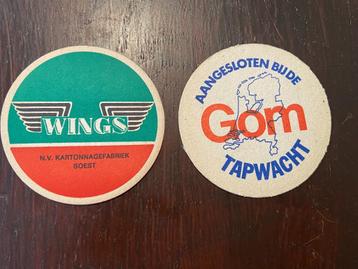 WINGS
N.V. KARTONNAGEFABRIEK
SOEST
AANGESLOTEN BIJ DE
Gom
TAPWACHT